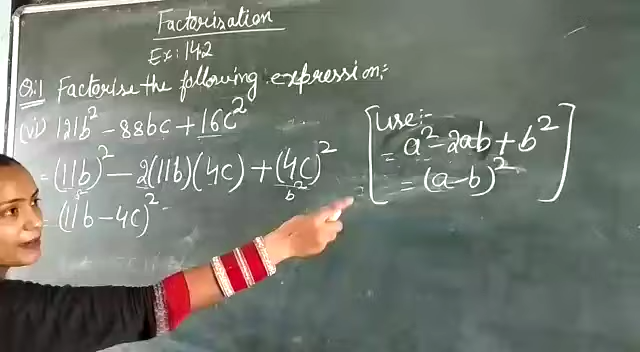 Factorisation
Ex: 14.2
Q:1 Factorise the following expression:-
(vi) 121b² - 88bc + 16c²
= (11b)² - 2(11b)(4c) + (4c)²
b²
= (11b - 4c)²
use:-
= a² - 2ab + b²
= (a - b)²